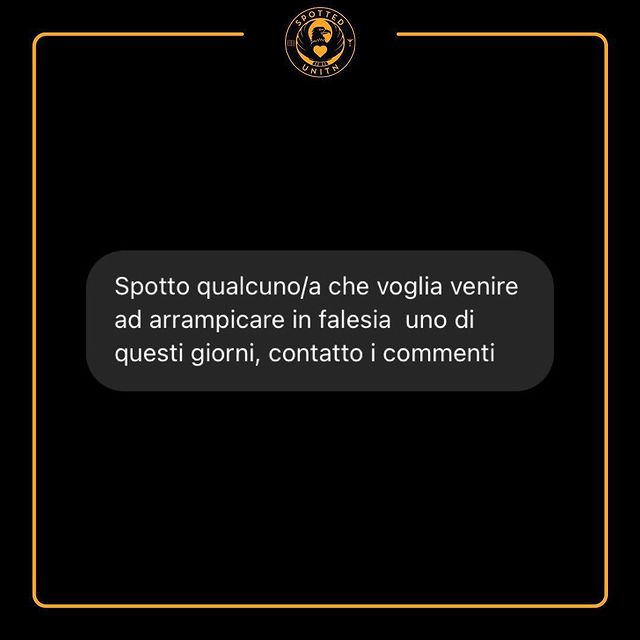 SPOTTED
UNITN
Spotto qualcuno/a che voglia venire
ad arrampicare in falesia  uno di
questi giorni, contatto i commenti